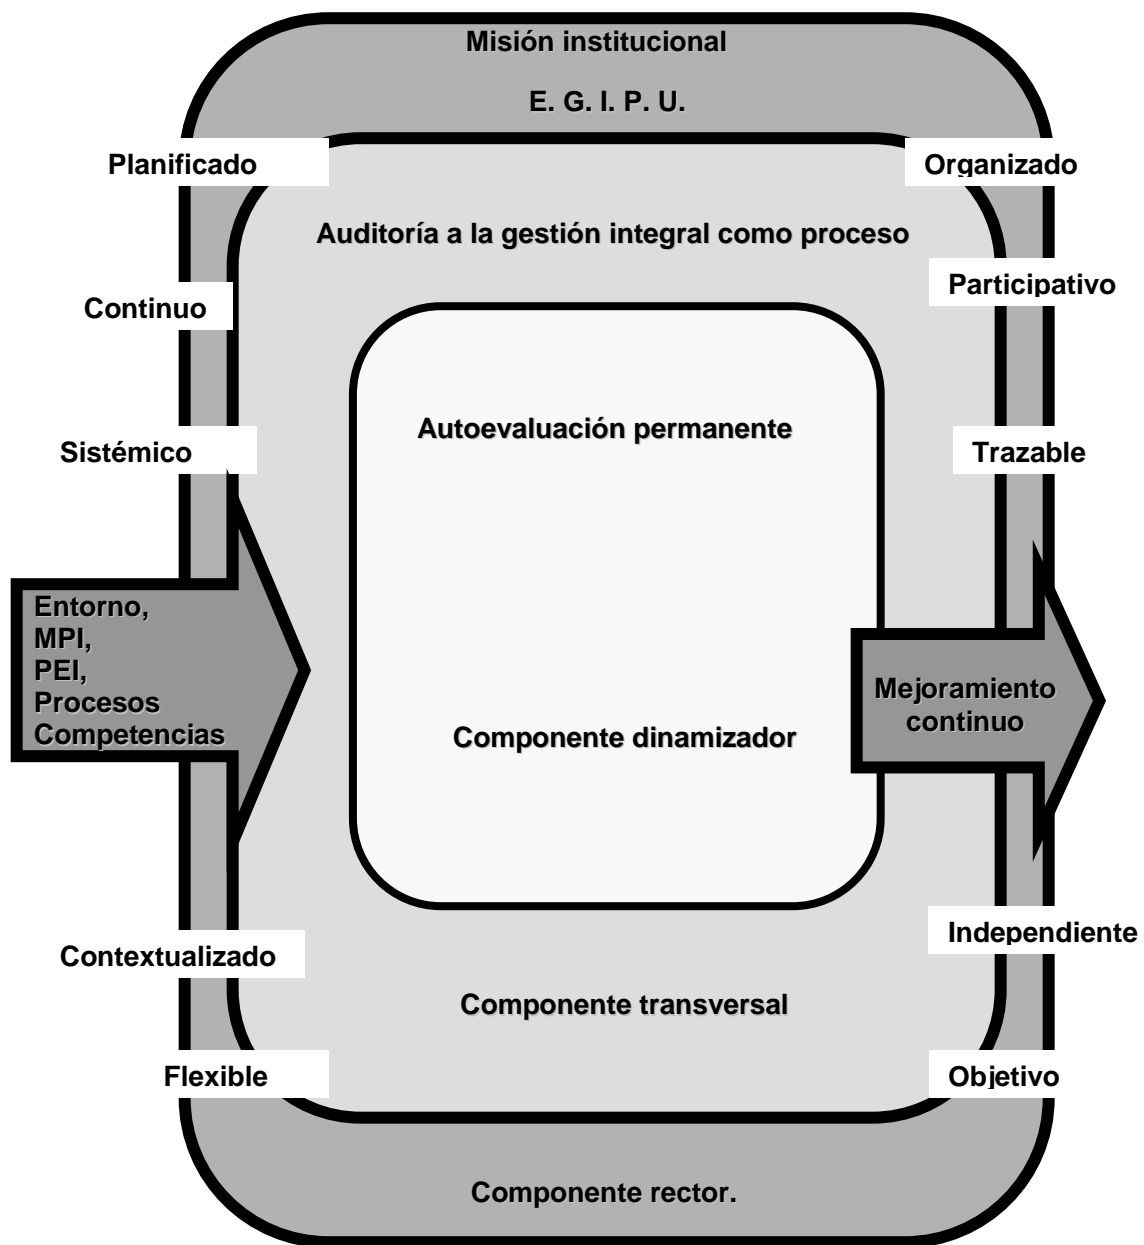 Misión institucional
E. G. I. P. U.
Planificado
Organizado
Auditoría a la gestión integral como proceso
Participativo
Continuo
Autoevaluación permanente
Sistémico
Trazable
Entorno,
MPI,
PEI,
Procesos
Competencias
Mejoramiento
continuo
Componente dinamizador
Independiente
Contextualizado
Componente transversal
Flexible
Objetivo
Componente rector.